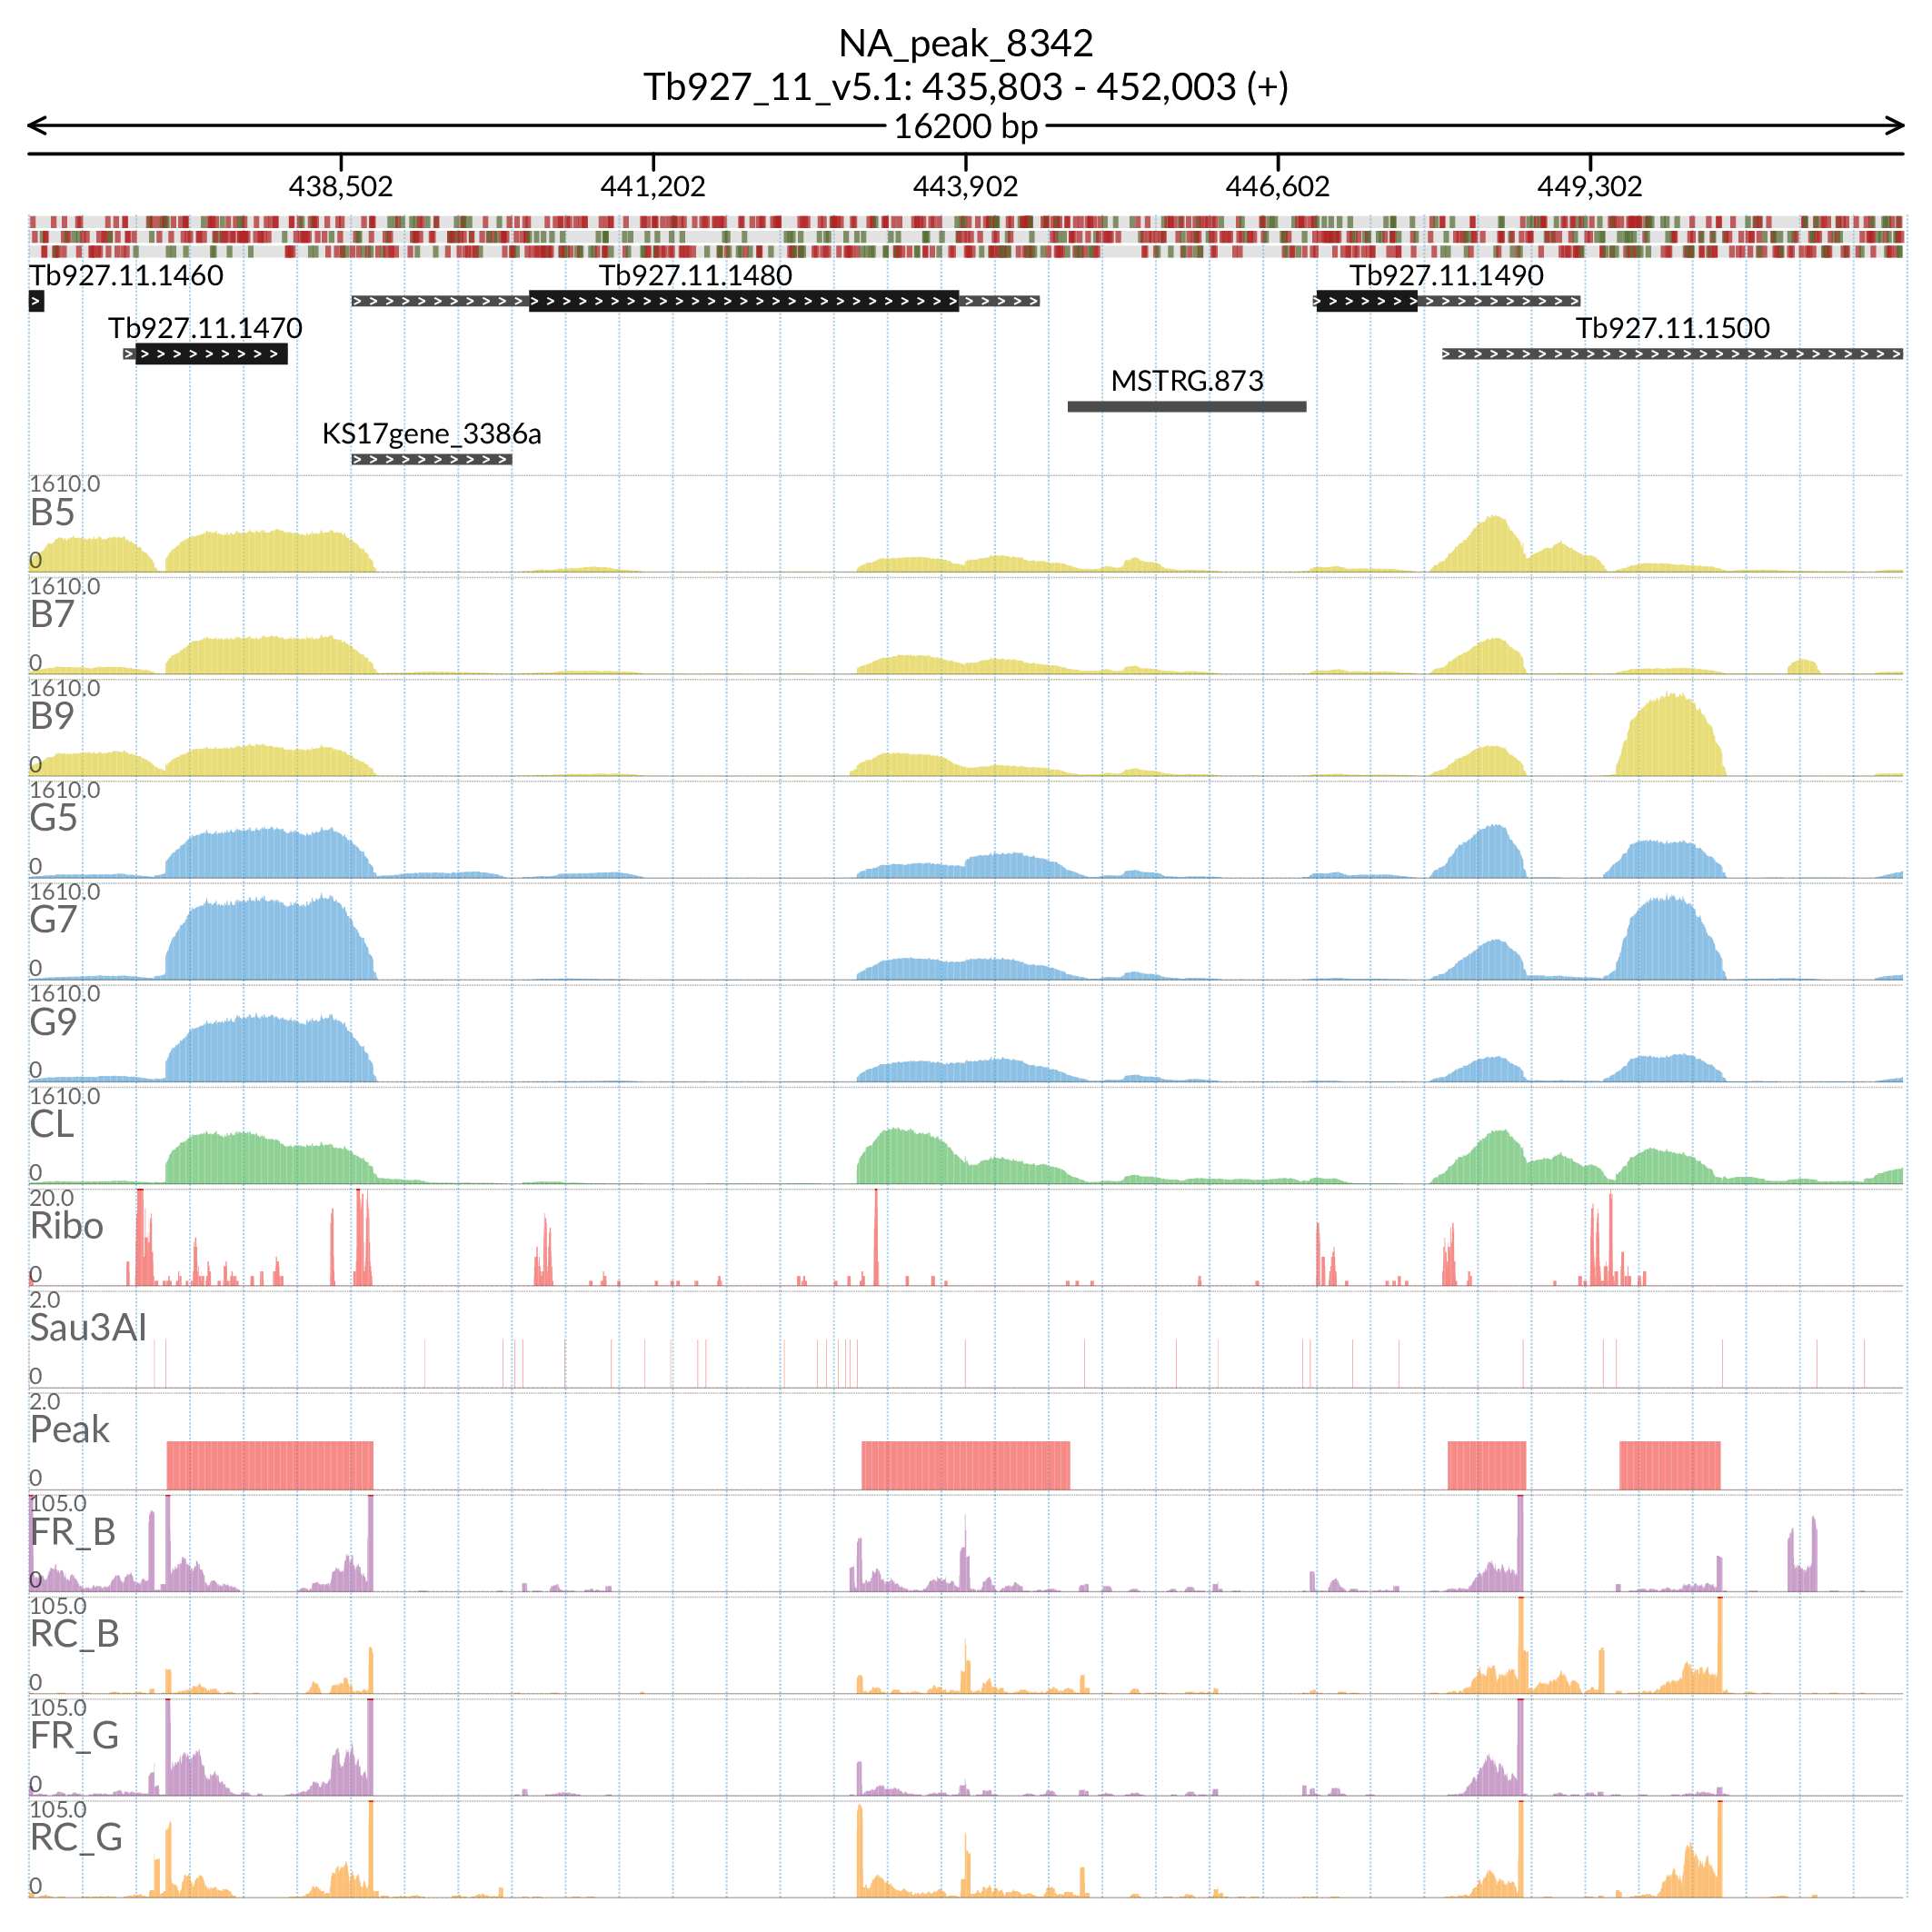 NA_peak_8342
Tb927_11_v5.1: 435,803 - 452,003 (+)
16200 bp
438,502 441,202 443,902 446,602 449,302
Tb927.11.1460 Tb927.11.1480 Tb927.11.1490
Tb927.11.1470 Tb927.11.1500
MSTRG.873
KS17gene_3386a
1610.0
B5
0
1610.0
B7
0
1610.0
B9
0
1610.0
G5
0
1610.0
G7
0
1610.0
G9
0
1610.0
CL
0
20.0
Ribo
0
2.0
Sau3AI
0
2.0
Peak
0
105.0
FR_B
0
105.0
RC_B
0
105.0
FR_G
0
105.0
RC_G
0